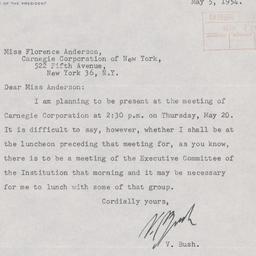 OF THE PRESIDENT
May 5, 1954.
Miss Florence Anderson,
Carnegie Corporation of New York,
522 Fifth Avenue,
New York 36, N.Y.
Dear Miss Anderson:
I am planning to be present at the meeting of
Carnegie Corporation at 2:30 p.m. on Thursday, May 20.
It is difficult to say, however, whether I shall be at
the luncheon preceding that meeting for, as you know,
there is to be a meeting of the Executive Committee of
the Institution that morning and it may be necessary
for me to lunch with some of that group.
Cordially yours,
V. Bush
V. Bush.